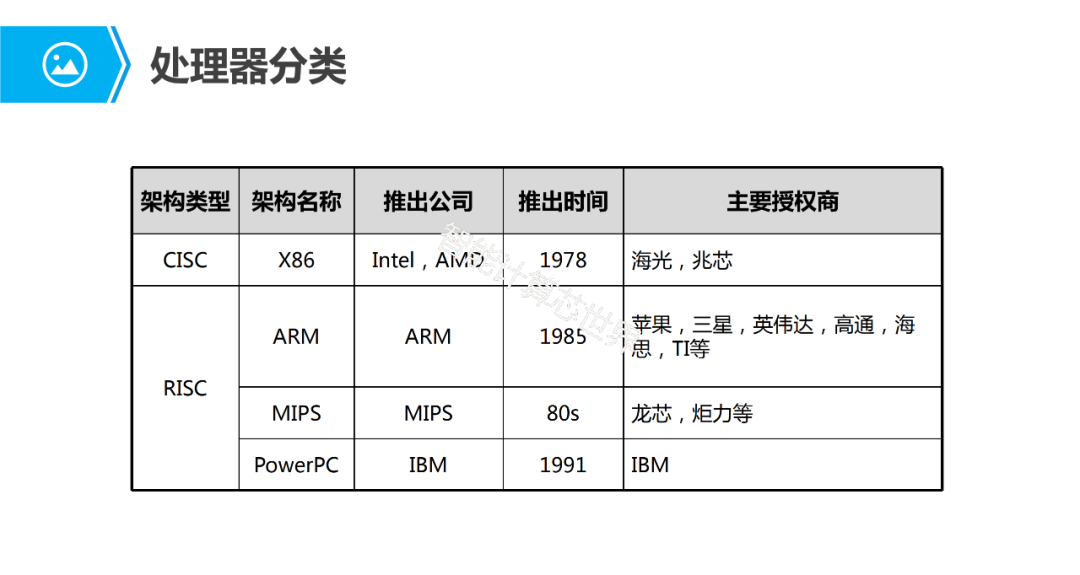 处理器分类
架构类型 架构名称 推出公司 推出时间 主要授权商
CISC X86 Intel，AMD 1978 海光，兆芯
RISC ARM ARM 1985 苹果，三星，英伟达，高通，海
思，TI等
MIPS MIPS 80s 龙芯，炬力等
PowerPC IBM 1991 IBM
智能计算芯世界